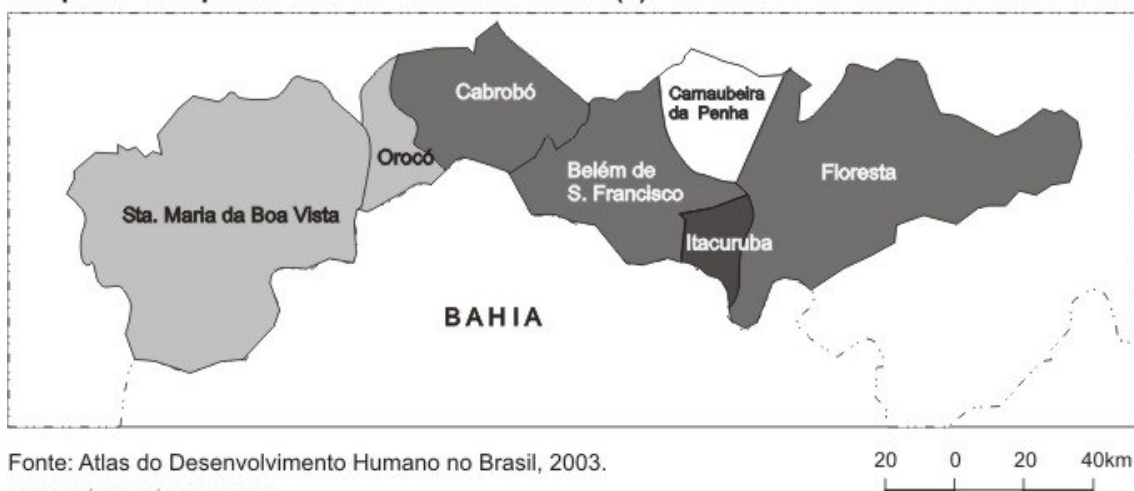 Cabrobó
Carnaubeira
da Penha
Orocó
Belém de
S. Francisco
Floresta
Sta. Maria da Boa Vista
Itacuruba
BAHIA
Fonte: Atlas do Desenvolvimento Humano no Brasil, 2003.
20 0 20 40km